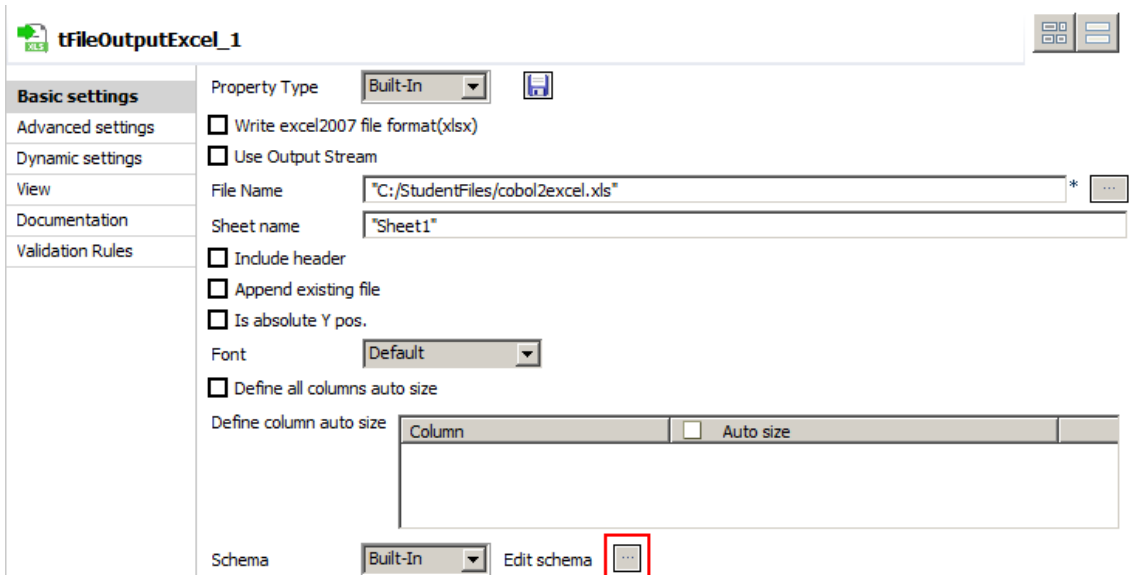 XLS tFileOutputExcel_1
Basic settings
Advanced settings
Dynamic settings
View
Documentation
Validation Rules
Property Type Built-In
Write excel2007 file format(xlsx)
Use Output Stream
File Name "C:/StudentFiles/cobol2excel.xls" * ...
Sheet name "Sheet1"
Include header
Append existing file
Is absolute Y pos.
Font Default
Define all columns auto size
Define column auto size Column Auto size
Schema Built-In Edit schema ...